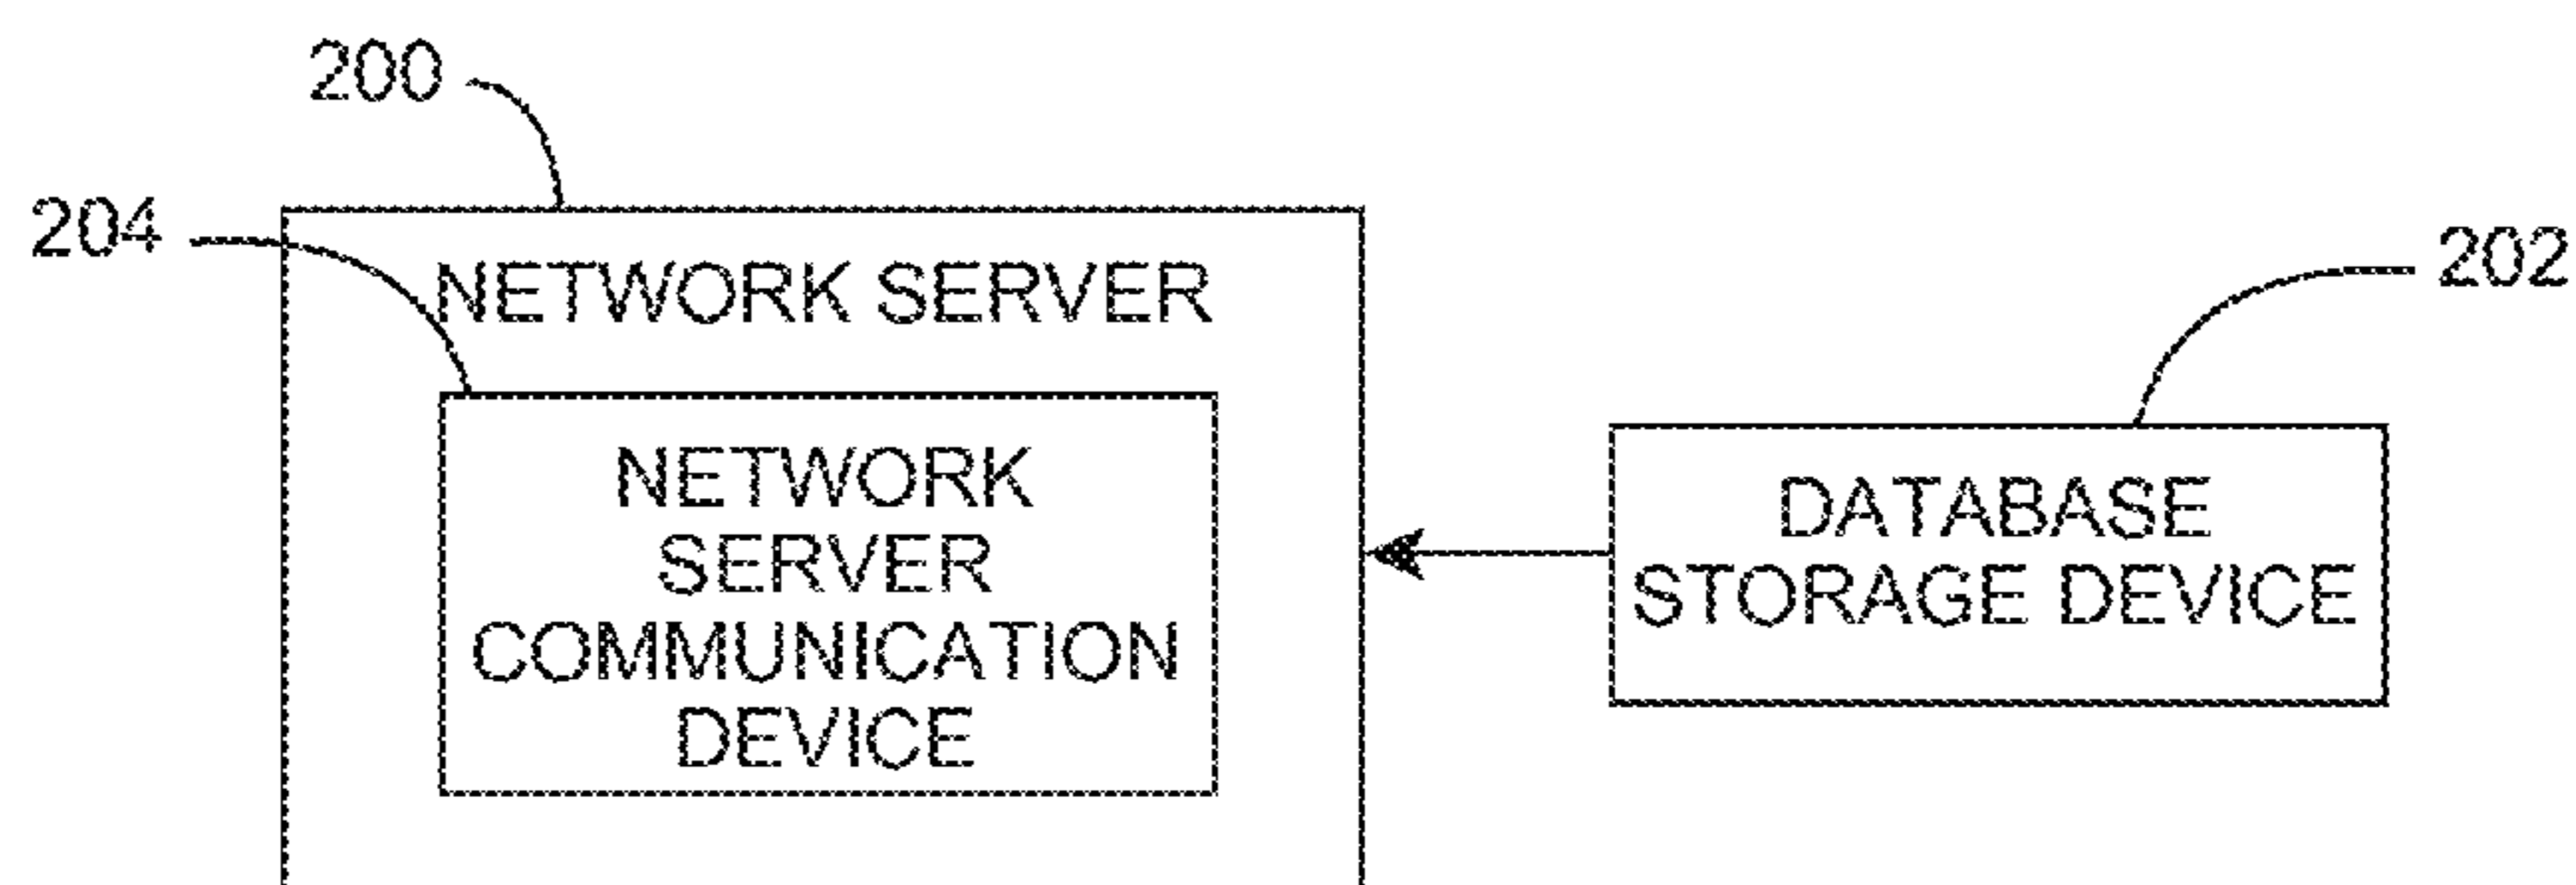 200
204
NETWORK SERVER
202
NETWORK
SERVER
COMMUNICATION
DEVICE
DATABASE
STORAGE DEVICE